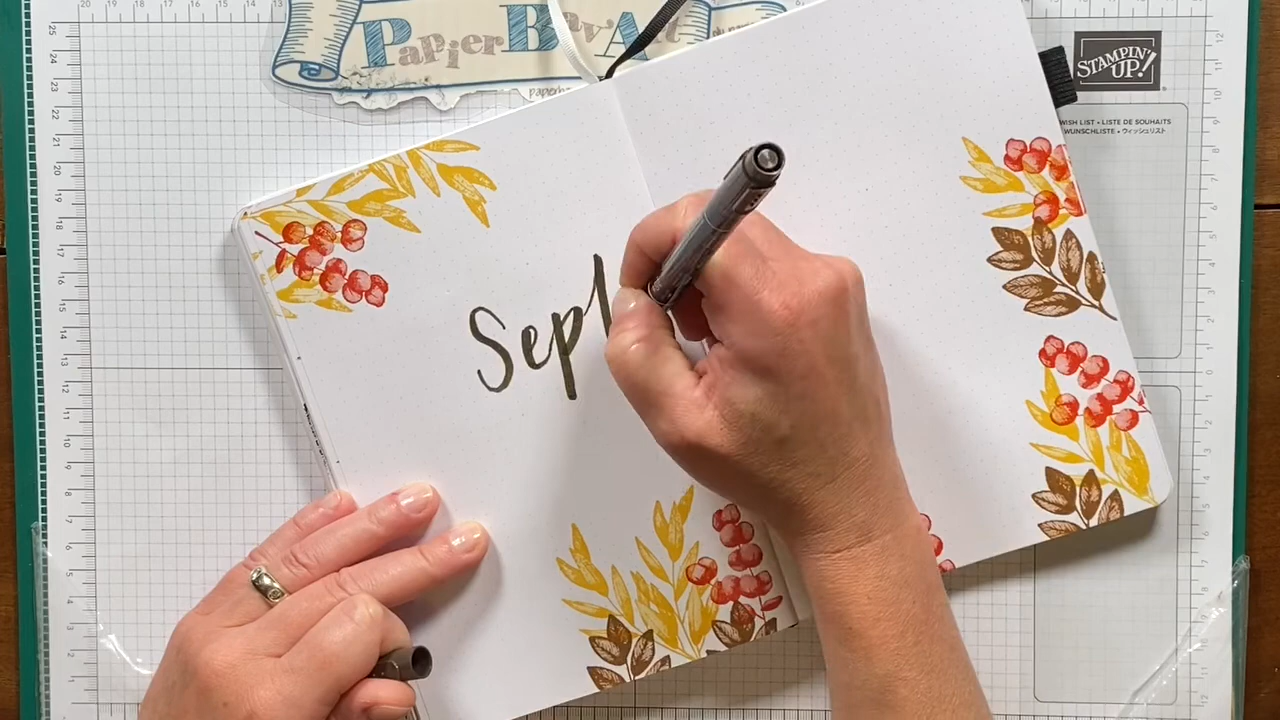 PapierBavArt
STAMPIN' UP!
WISH LIST • LISTE DE SOUHAITS
WUNSCHLISTE • ウィッシュリスト
Sept